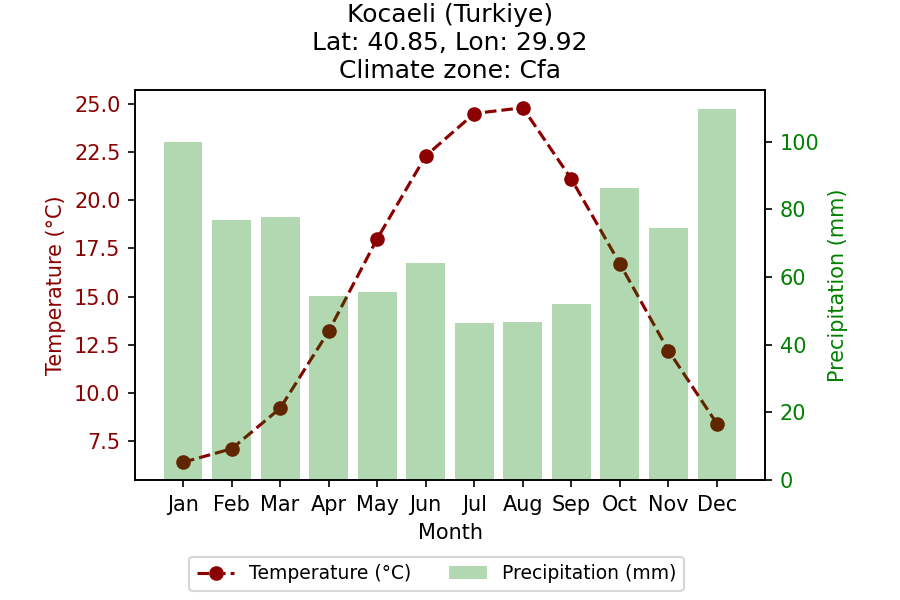 Kocaeli (Turkiye)
Lat: 40.85, Lon: 29.92
Climate zone: Cfa
Temperature (°C)
25.0
22.5
20.0
17.5
15.0
12.5
10.0
7.5
Precipitation (mm)
100
80
60
40
20
0
Jan Feb Mar Apr May Jun Jul Aug Sep Oct Nov Dec
Month
Temperature (°C) Precipitation (mm)